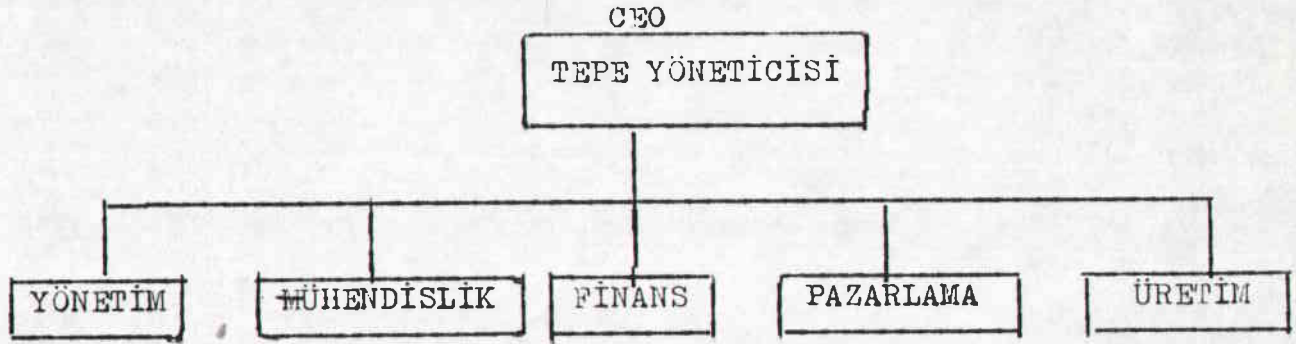 CEO
TEPE YÖNETİCİSİ
YÖNETİM MÜHENDİSLİK FİNANS PAZARLAMA ÜRETİM